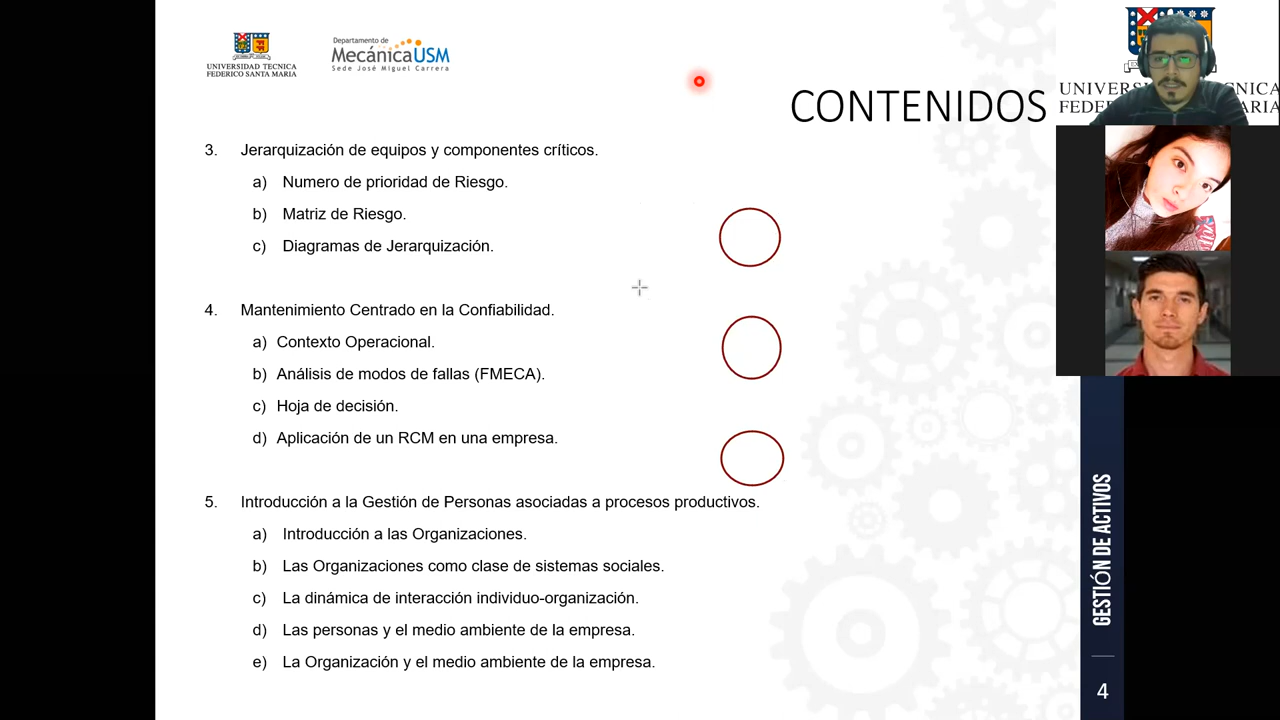 UNIVERSIDAD TECNICA
FEDERICO SANTA MARIA
Departamento de
MecánicaUSM
Sede José Miguel Carrera
CONTENIDOS
3. Jerarquización de equipos y componentes críticos.
a) Numero de prioridad de Riesgo.
b) Matriz de Riesgo.
c) Diagramas de Jerarquización.
4. Mantenimiento Centrado en la Confiabilidad.
a) Contexto Operacional.
b) Análisis de modos de fallas (FMECA).
c) Hoja de decisión.
d) Aplicación de un RCM en una empresa.
5. Introducción a la Gestión de Personas asociadas a procesos productivos.
a) Introducción a las Organizaciones.
b) Las Organizaciones como clase de sistemas sociales.
c) La dinámica de interacción individuo-organización.
d) Las personas y el medio ambiente de la empresa.
e) La Organización y el medio ambiente de la empresa.
GESTIÓN DE ACTIVOS
4